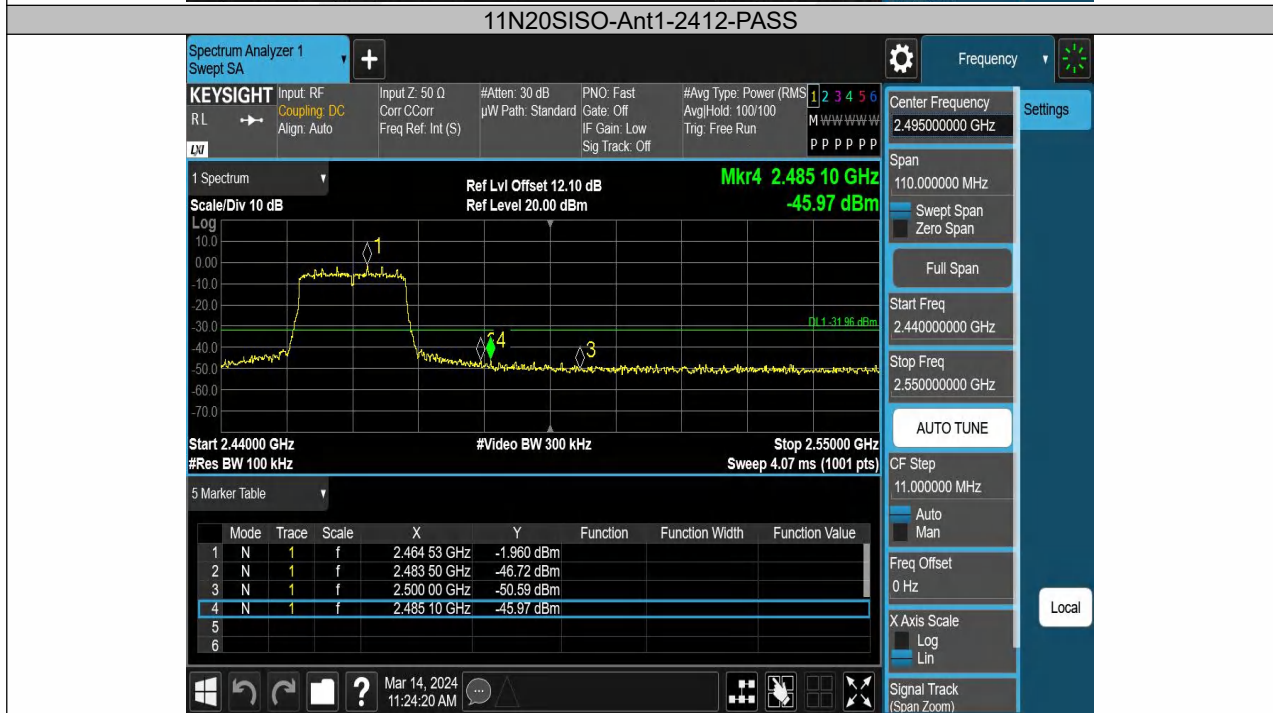 11N20SISO-Ant1-2412-PASS
Spectrum Analyzer 1
Swept SA
+
Frequency
KEYSIGHT
RL
LXI
Input: RF
Coupling: DC
Align: Auto
Input Z: 50 Ω
Corr CCorr
Freq Ref: Int (S)
#Atten: 30 dB
µW Path: Standard
PNO: Fast
Gate: Off
IF Gain: Low
Sig Track: Off
#Avg Type: Power (RMS
Avg|Hold: 100/100
Trig: Free Run
1 2 3 4 5 6
M W W W W W
P P P P P P
1 Spectrum
Scale/Div 10 dB
Ref Lvl Offset 12.10 dB
Ref Level 20.00 dBm
Mkr4 2.485 10 GHz
-45.97 dBm
Log
10.0
0.00
-10.0
-20.0
-30.0
-40.0
-50.0
-60.0
-70.0
1
4
3
DL1 -31.96 dBm
Start 2.44000 GHz
#Video BW 300 kHz
Stop 2.55000 GHz
#Res BW 100 kHz
Sweep 4.07 ms (1001 pts)
5 Marker Table
Mode Trace Scale X Y Function Function Width Function Value
1 N 1 f 2.464 53 GHz -1.960 dBm
2 N 1 f 2.483 50 GHz -46.72 dBm
3 N 1 f 2.500 00 GHz -50.59 dBm
4 N 1 f 2.485 10 GHz -45.97 dBm
5
6
?
Mar 14, 2024
11:24:20 AM
Center Frequency
2.495000000 GHz
Settings
Span
110.000000 MHz
Swept Span
Zero Span
Full Span
Start Freq
2.440000000 GHz
Stop Freq
2.550000000 GHz
AUTO TUNE
CF Step
11.000000 MHz
Auto
Man
Freq Offset
0 Hz
Local
X Axis Scale
Log
Lin
Signal Track
(Span Zoom)